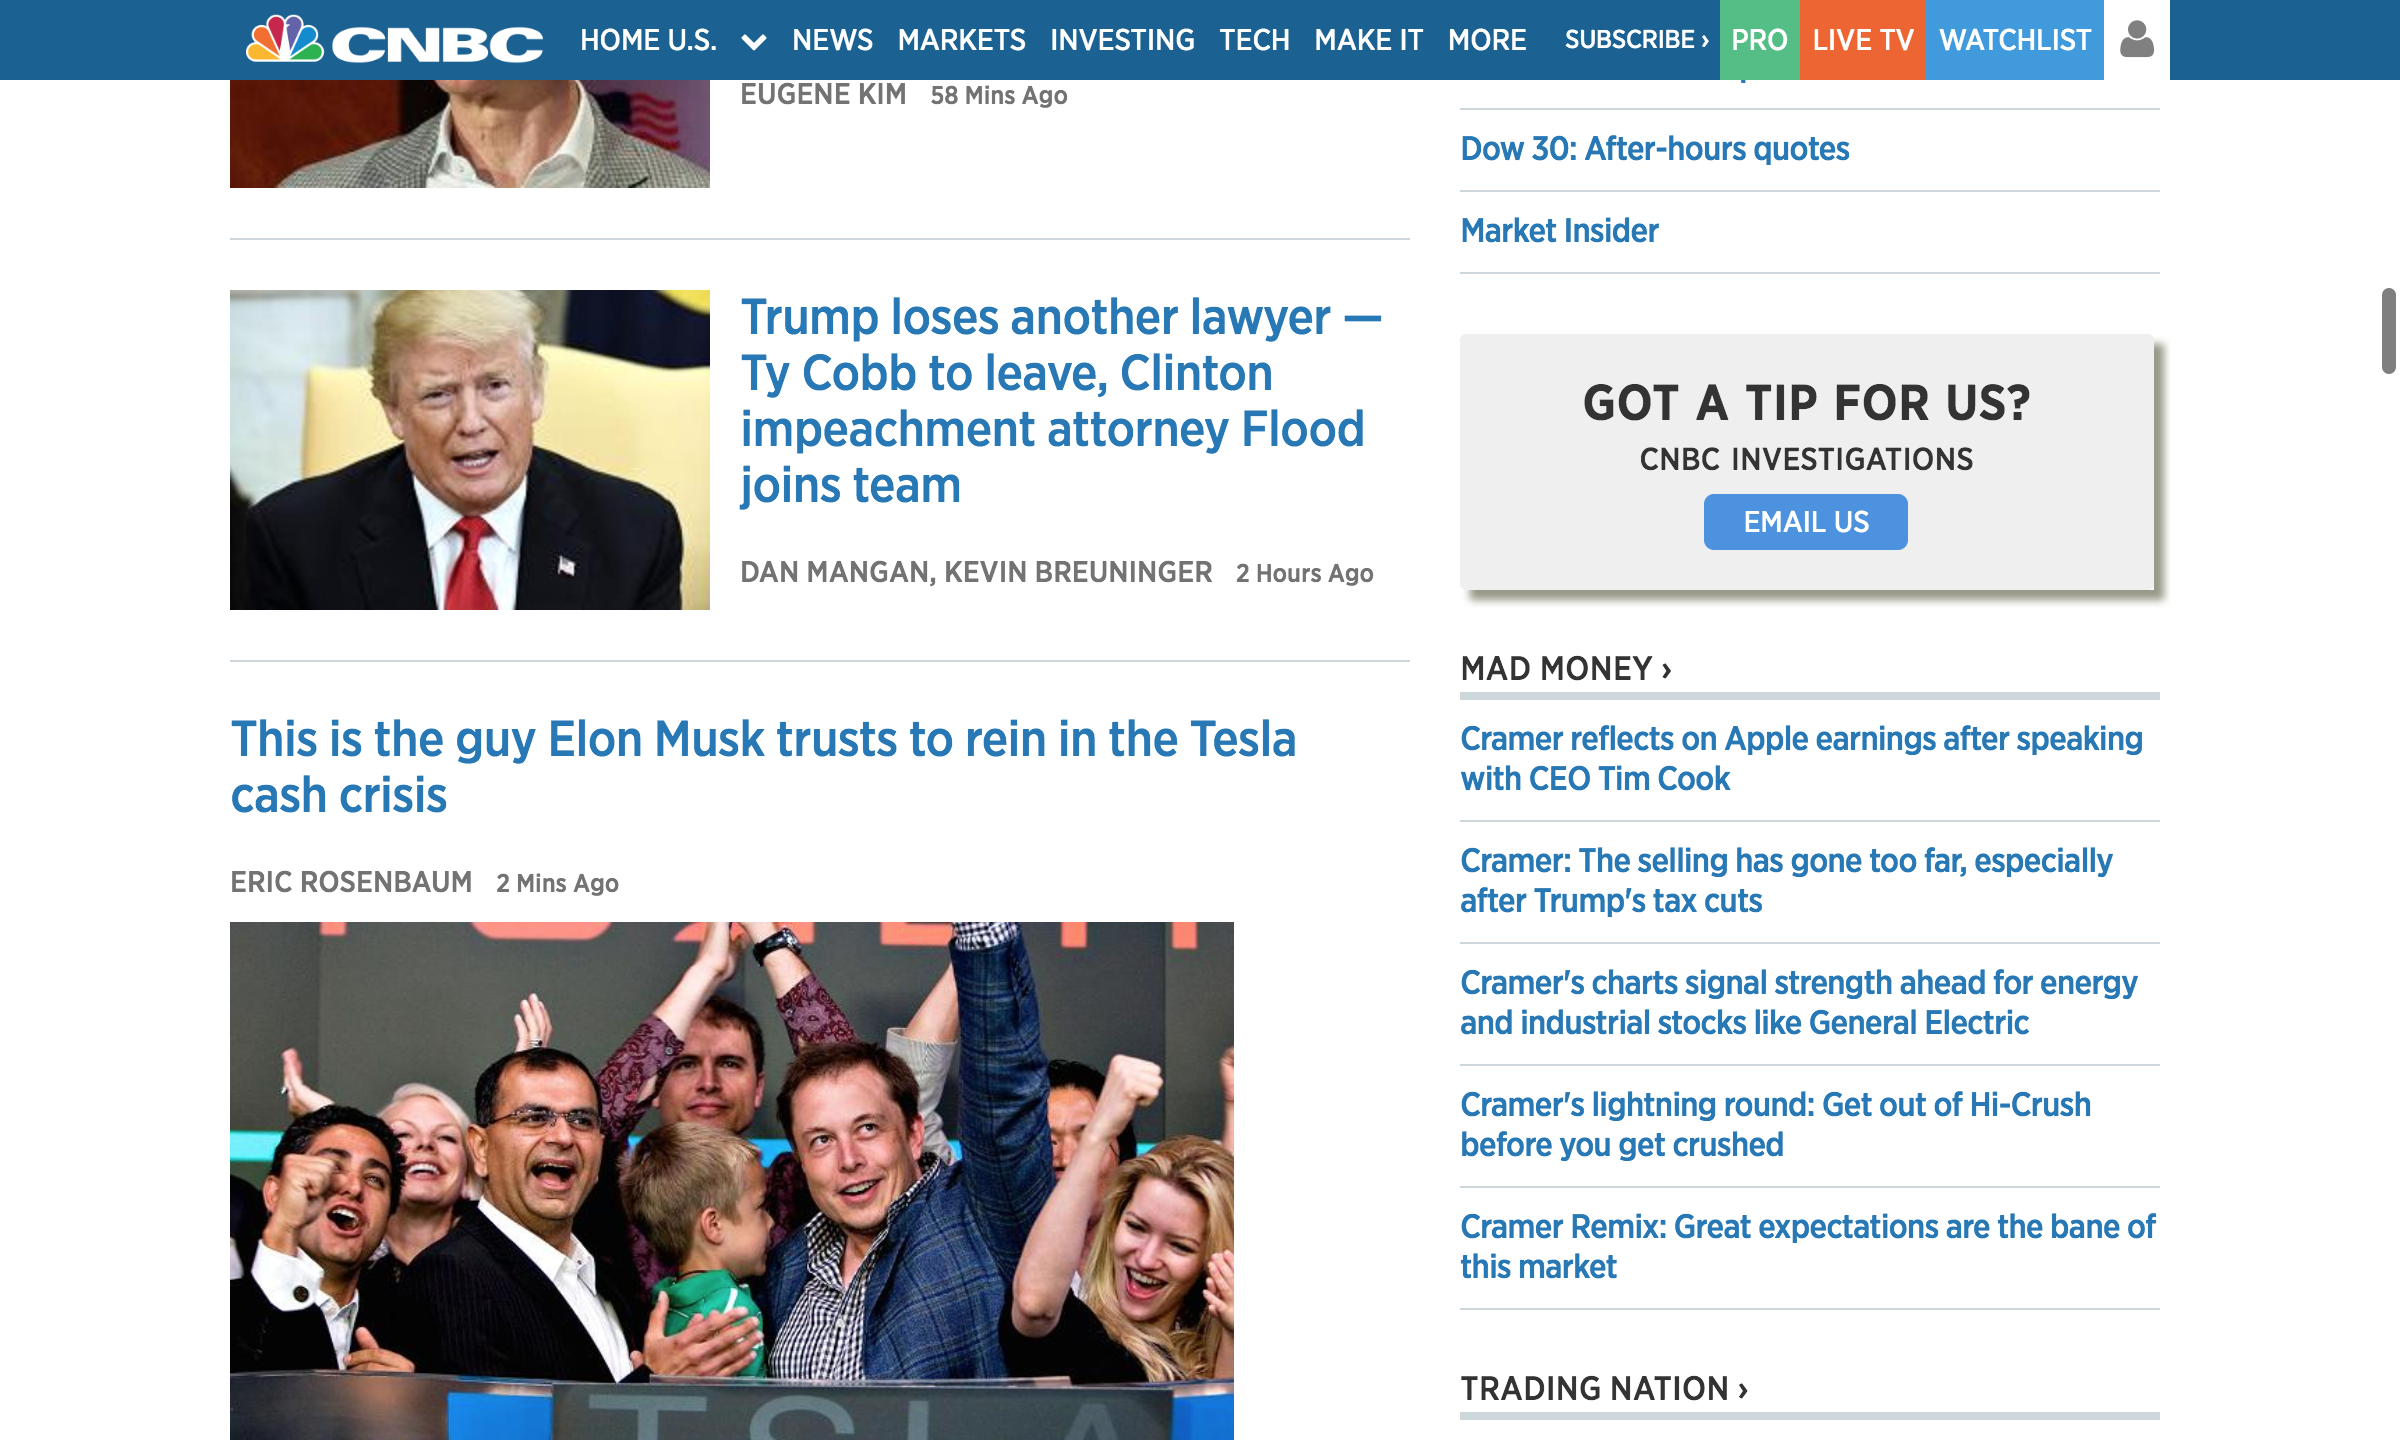 CNBC
HOME U.S.
NEWS
MARKETS
INVESTING
TECH
MAKE IT
MORE
SUBSCRIBE ›
PRO
LIVE TV
WATCHLIST
EUGENE KIM 58 Mins Ago
Trump loses another lawyer —
Ty Cobb to leave, Clinton
impeachment attorney Flood
joins team
DAN MANGAN, KEVIN BREUNINGER 2 Hours Ago
This is the guy Elon Musk trusts to rein in the Tesla
cash crisis
ERIC ROSENBAUM 2 Mins Ago
TSLA
Dow 30: After-hours quotes
Market Insider
GOT A TIP FOR US?
CNBC INVESTIGATIONS
EMAIL US
MAD MONEY ›
Cramer reflects on Apple earnings after speaking
with CEO Tim Cook
Cramer: The selling has gone too far, especially
after Trump's tax cuts
Cramer's charts signal strength ahead for energy
and industrial stocks like General Electric
Cramer's lightning round: Get out of Hi-Crush
before you get crushed
Cramer Remix: Great expectations are the bane of
this market
TRADING NATION ›